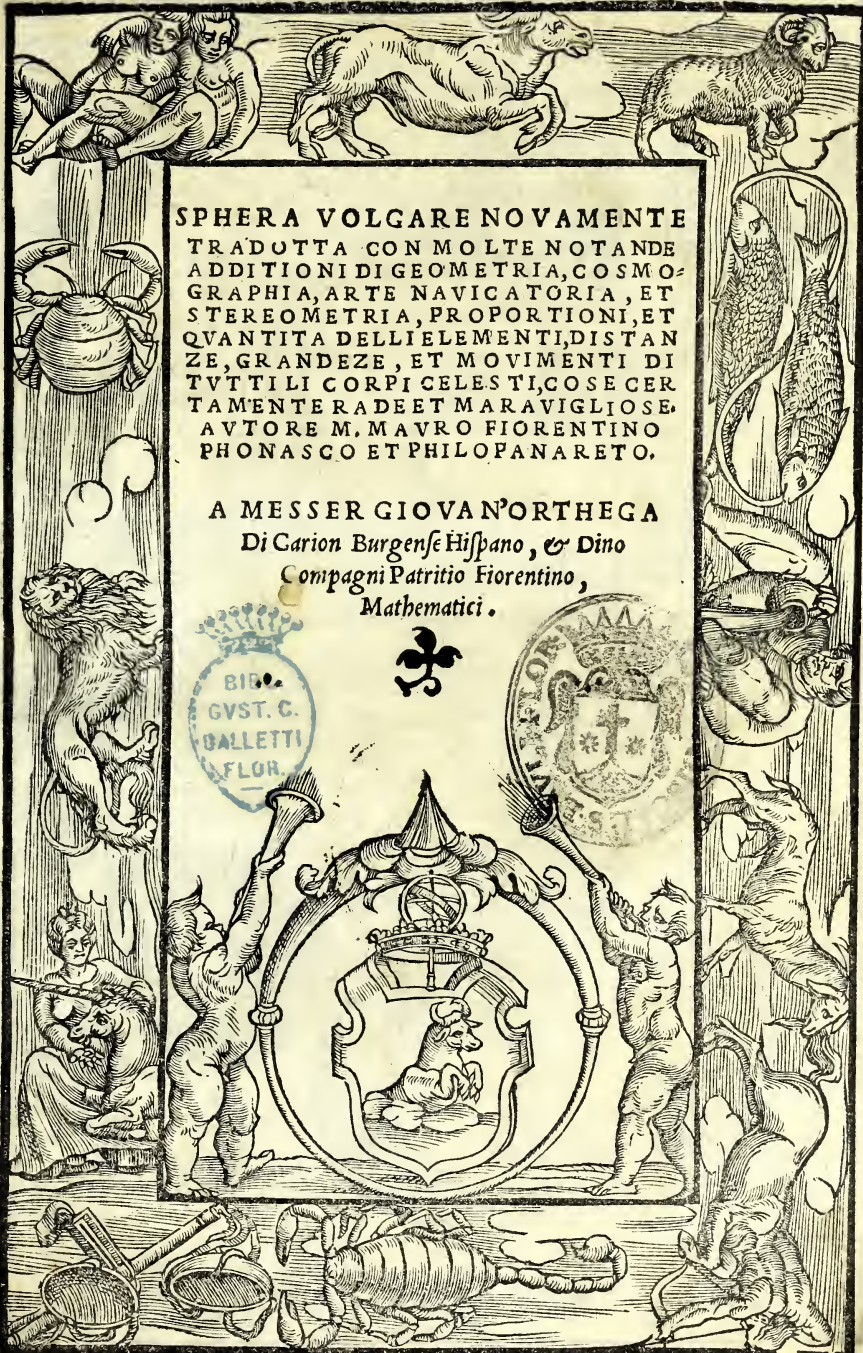 SPHERA VOLGARE NOVAMENTE
TRADOTTA CON MOLTE NOTANDE
ADDITIONI DI GEOMETRIA, COSMO=
GRAPHIA, ARTE NAVICATORIA, ET
STEREOMETRIA, PROPORTIONI, ET
QVANTITA DELLI ELEMENTI, DISTAN
ZE, GRANDEZE, ET MOVIMENTI DI
TVTTI LI CORPI CELESTI, COSE CER
TAMENTE RADE ET MARAVIGLIOSE.
AVTORE M. MAVRO FIORENTINO
PHONASCO ET PHILOPANARETO.
A MESSER GIOVAN'ORTHEGA
Di Carion Burgenſe Hiſpano, & Dino
Compagni Patritio Fiorentino,
Mathematici.
GVST. C.
GALLETTI
FLOR.